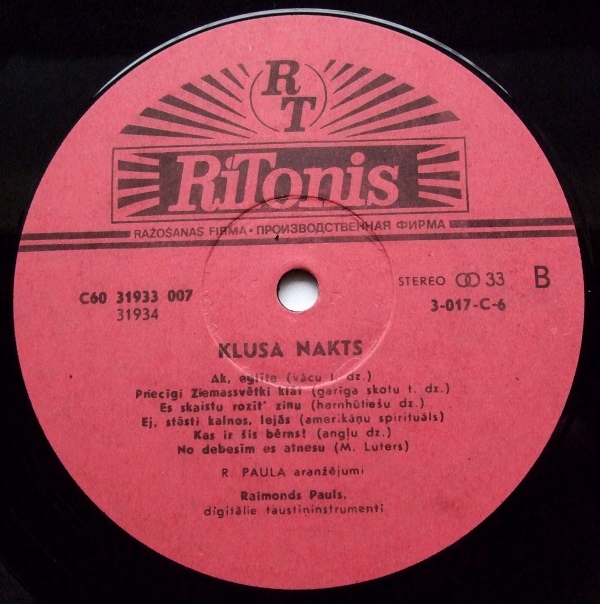 RT
RiTonis
RAŽOŠANAS FIRMA • ПРОИЗВОДСТВЕННАЯ ФИРМА
C60 31933 007
31934
STEREO 33 B
3-017-C-6
KLUSA NAKTS
Ak, eglīte (vācu t. dz.)
Priecīgi Ziemassvētki klāt (garīga skotu t. dz.)
Es skaistu rozīt' zinu (hernhūtiešu dz.)
Ej, stāsti kalnos, lejās (amerikāņu spirituāls)
Kas ir šis bērns? (angļu dz.)
No debesīm es atnesu (M. Luters)
R. PAULA aranžējumi
Raimonds Pauls,
digitālie taustiņinstrumenti